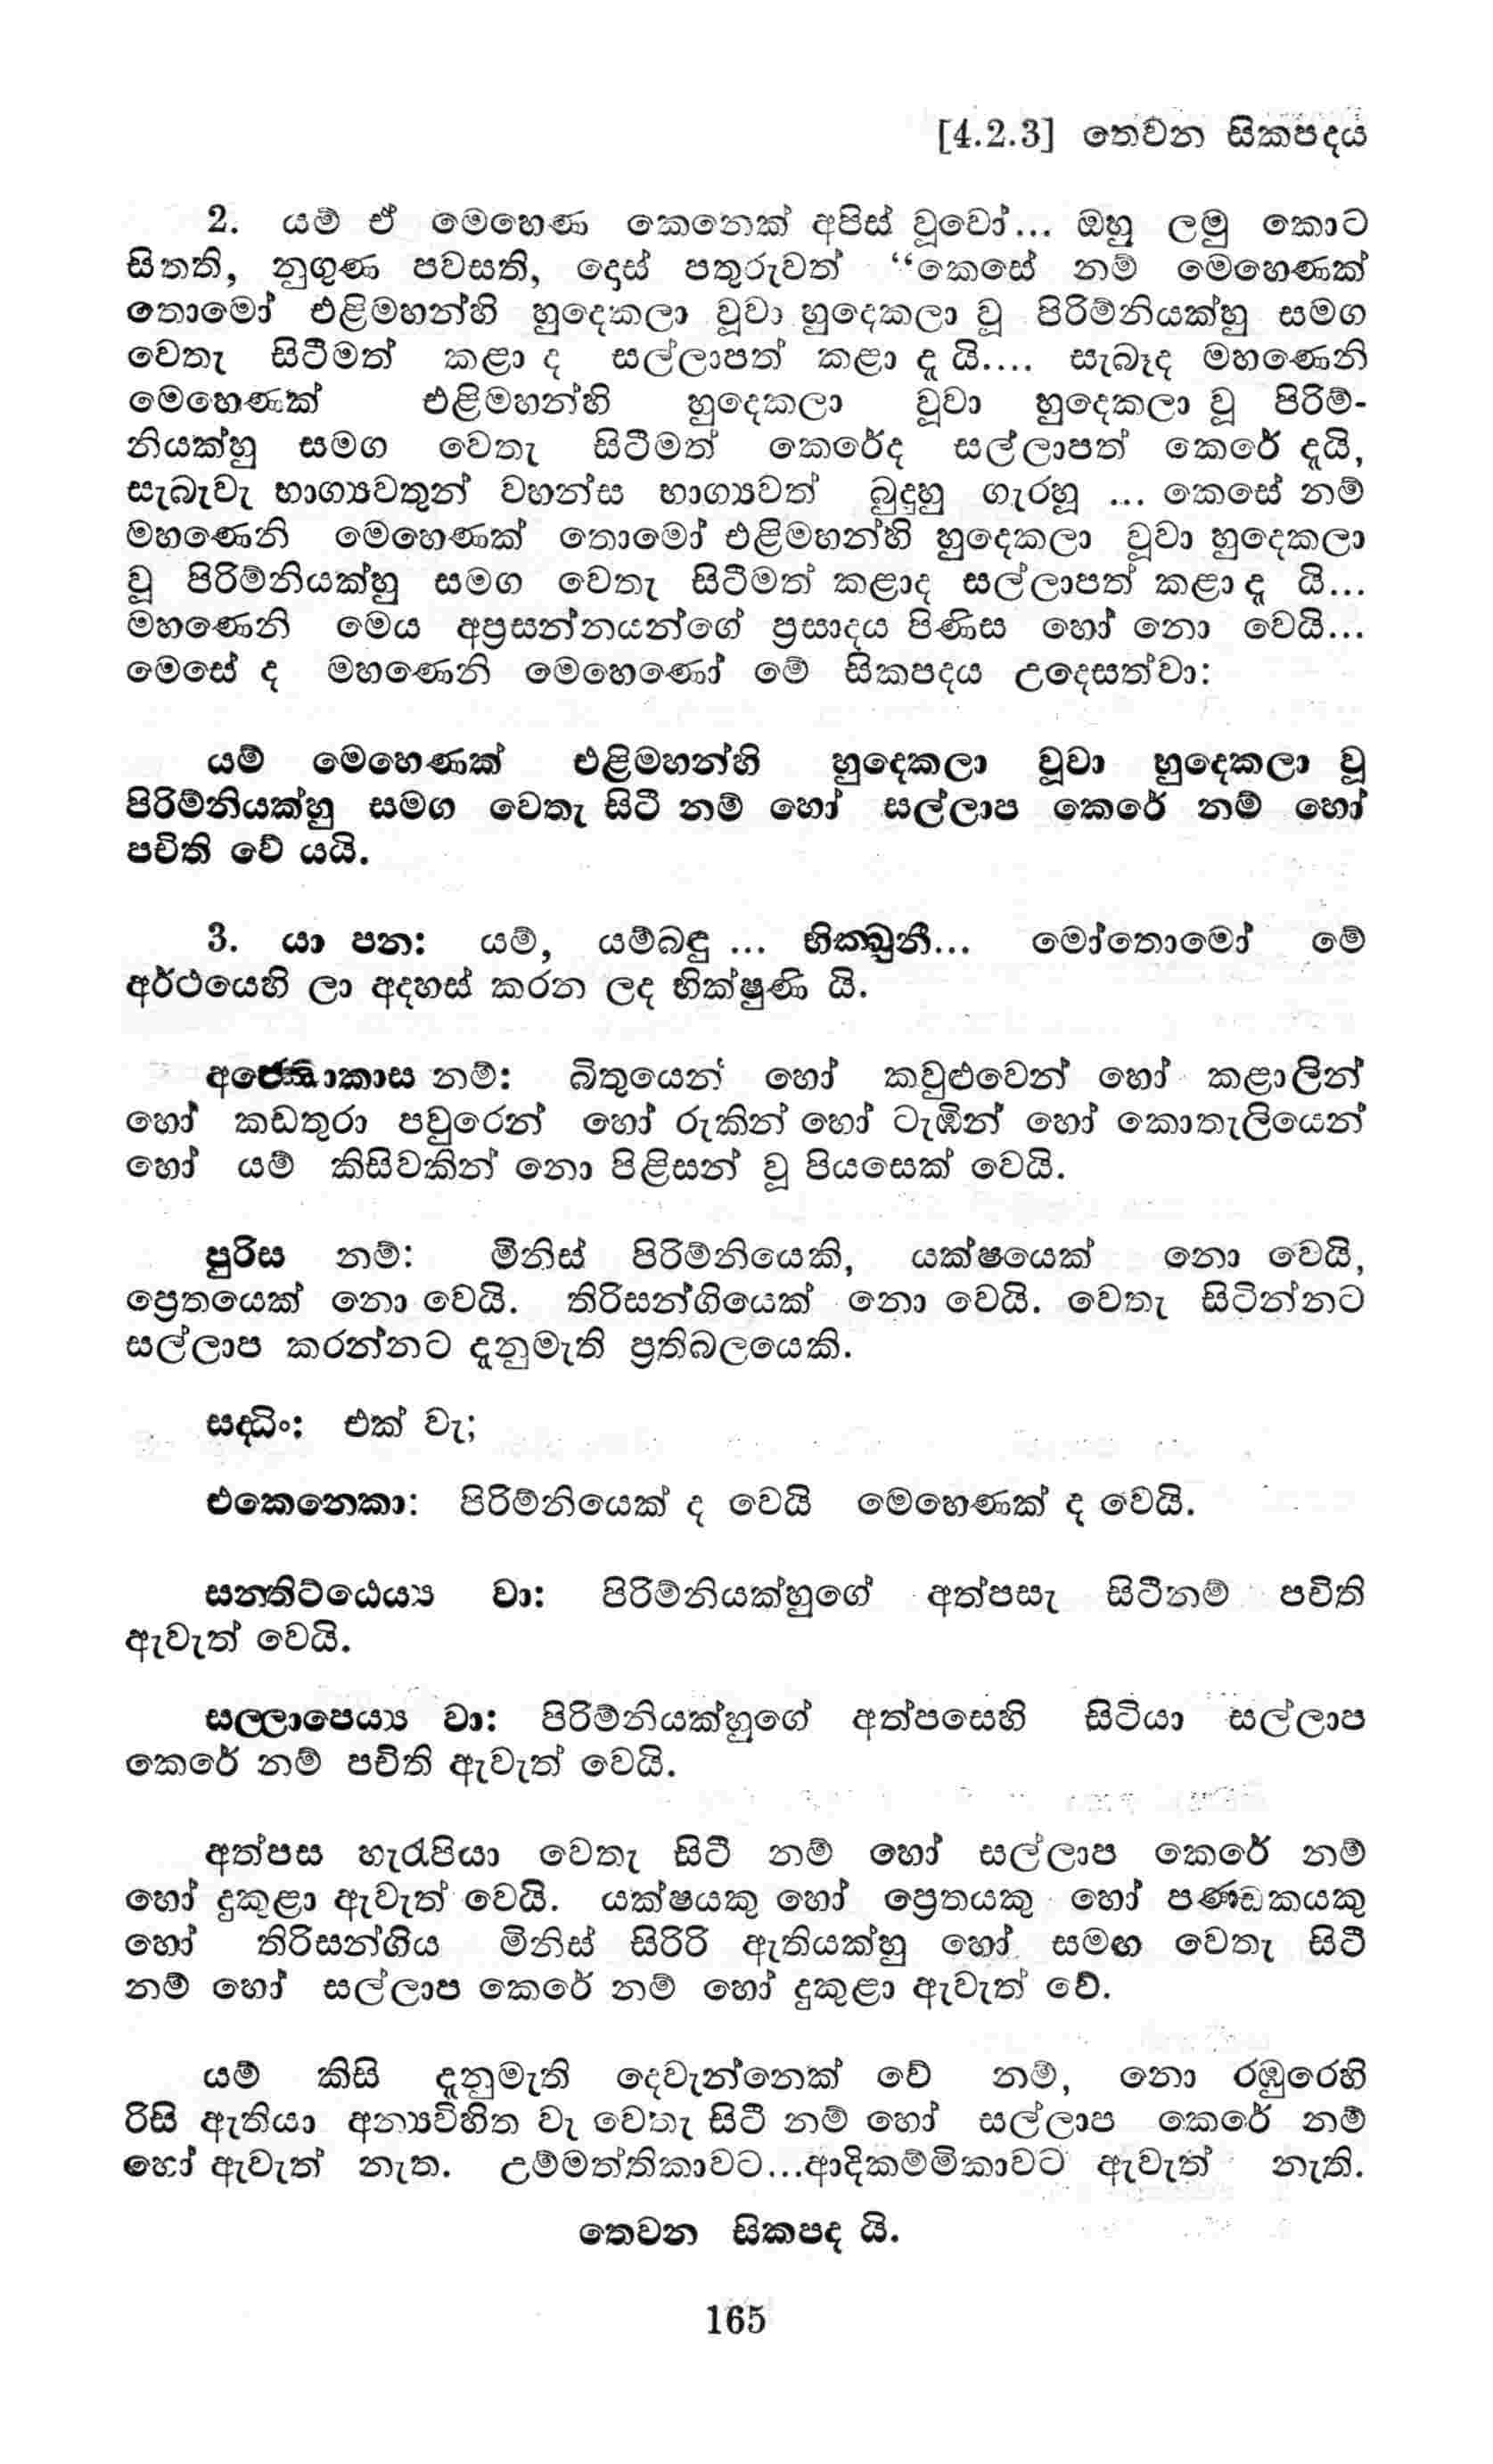 [4.2.3] තෙවන සිකපදය
2. යම් ඒ මෙහෙණ කෙනෙක් අපිස් වූවෝ... ඔහු ලමු කොට
සිතති, නුගුණ පවසති, දොස් පතුරුවත් “කෙසේ නම් මෙහෙණක්
තොමෝ එළිමහන්හි හුදෙකලා වූවා හුදෙකලා වූ පිරිම්නියක්හු සමග
වෙතැ සිටීමත් කළා ද සල්ලාපත් කළා දැ යි.... සැබෑද මහණෙනි
මෙහෙණක් එළිමහන්හි හුදෙකලා වූවා හුදෙකලා වූ පිරිම්-
නියක්හු සමග වෙතැ සිටීමත් කෙරේද සල්ලාපත් කෙරේ දැයි,
සැබැවැ භාග්‍යවතුන් වහන්ස භාග්‍යවත් බුදුහු ගැරහූ ... කෙසේ නම්
මහණෙනි මෙහෙණක් තොමෝ එළිමහන්හි හුදෙකලා වූවා හුදෙකලා
වූ පිරිම්නියක්හු සමග වෙතැ සිටීමත් කළාද සල්ලාපත් කළා දැ යි...
මහණෙනි මෙය අප්‍රසන්නයන්ගේ ප්‍රසාදය පිණිස හෝ නො වෙයි...
මෙසේ ද මහණෙනි මෙහෙණෝ මේ සිකපදය උදෙසත්වා:
යම් මෙහෙණක් එළිමහන්හි හුදෙකලා වූවා හුදෙකලා වූ
පිරිම්නියක්හු සමග වෙතැ සිටී නම් හෝ සල්ලාප කෙරේ නම් හෝ
පචිති වේ යයි.
3. යා පන: යම්, යම්බඳු ... භික්ඛුනී... මෝතොමෝ මේ
අර්ථයෙහි ලා අදහස් කරන ලද භික්ෂුණි යි.
අජ්ඣොකාස නම්: බිතුයෙන් හෝ කවුළුවෙන් හෝ කළාලින්
හෝ කඩතුරා පවුරෙන් හෝ රුකින් හෝ ටැඹින් හෝ කොතැලියෙන්
හෝ යම් කිසිවකින් නො පිළිසන් වූ පියසෙක් වෙයි.
පුරිස නම්: මිනිස් පිරිම්නියෙකි, යක්ෂයෙක් නො වෙයි,
ප්‍රෙතයෙක් නො වෙයි. තිරිසන්ගියෙක් නො වෙයි. වෙතැ සිටින්නට
සල්ලාප කරන්නට දැනුමැති ප්‍රතිබලයෙකි.
සද්ධිං: එක් වැ;
එකෙනෙකා: පිරිම්නියෙක් ද වෙයි මෙහෙණක් ද වෙයි.
සන්තිට්ඨෙය්‍ය වා: පිරිම්නියක්හුගේ අත්පසැ සිටීනම් පචිති
ඇවැත් වෙයි.
සල්ලාපෙය්‍ය වා: පිරිම්නියක්හුගේ අත්පසෙහි සිටියා සල්ලාප
කෙරේ නම් පචිති ඇවැත් වෙයි.
අත්පස හැරැපියා වෙතැ සිටී නම් හෝ සල්ලාප කෙරේ නම්
හෝ දුකුළා ඇවැත් වෙයි. යක්ෂයකු හෝ ප්‍රෙතයකු හෝ පණ්ඩකයකු
හෝ තිරිසන්ගිය මිනිස් සිරිරි ඇතියක්හු හෝ සමඟ වෙතැ සිටී
නම් හෝ සල්ලාප කෙරේ නම් හෝ දුකුළා ඇවැත් වේ.
යම් කිසි දැනුමැති දෙවැන්නෙක් වේ නම්, නො රඹුරෙහි
රිසි ඇතියා අන්‍යවිහිත වැ වෙතැ සිටී නම් හෝ සල්ලාප කෙරේ නම්
හෝ ඇවැත් නැත. උම්මත්තිකාවට...ආදිකම්මිකාවට ඇවැත් නැති.
තෙවන සිකපද යි.
165